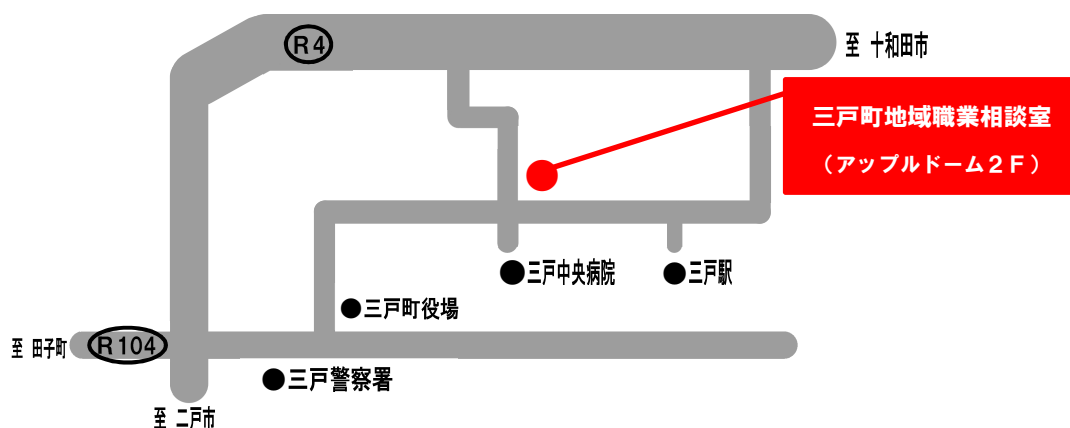 R4
至 十和田市
三戸町地域職業相談室
（アップルドーム２Ｆ）
●三戸中央病院
●三戸駅
●三戸町役場
至 田子町
R104
●三戸警察署
至 二戸市